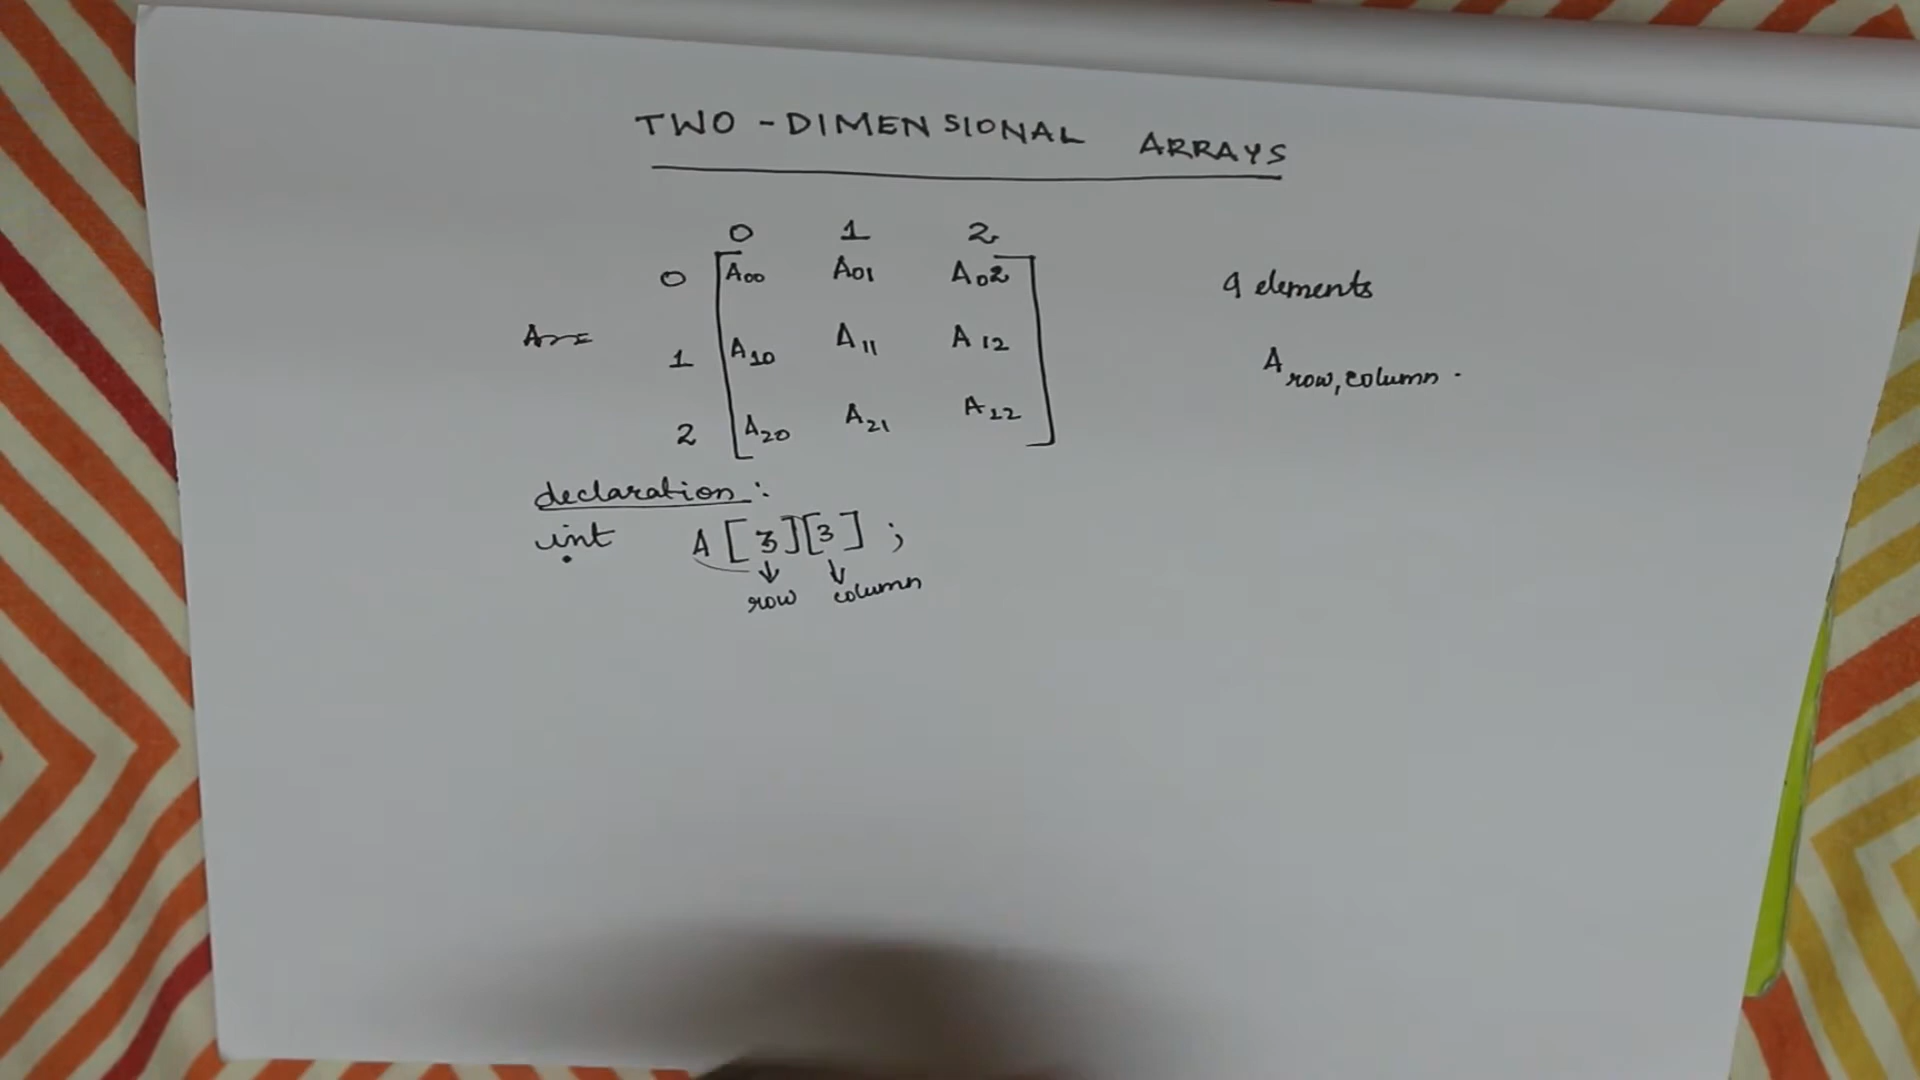 TWO-DIMENSIONAL ARRAYS
0 1 2
0 A00 A01 A02 9 elements
A=
1 A10 A11 A12 A row, column.
2 A20 A21 A22
declaration:
int A[3][3];
row column